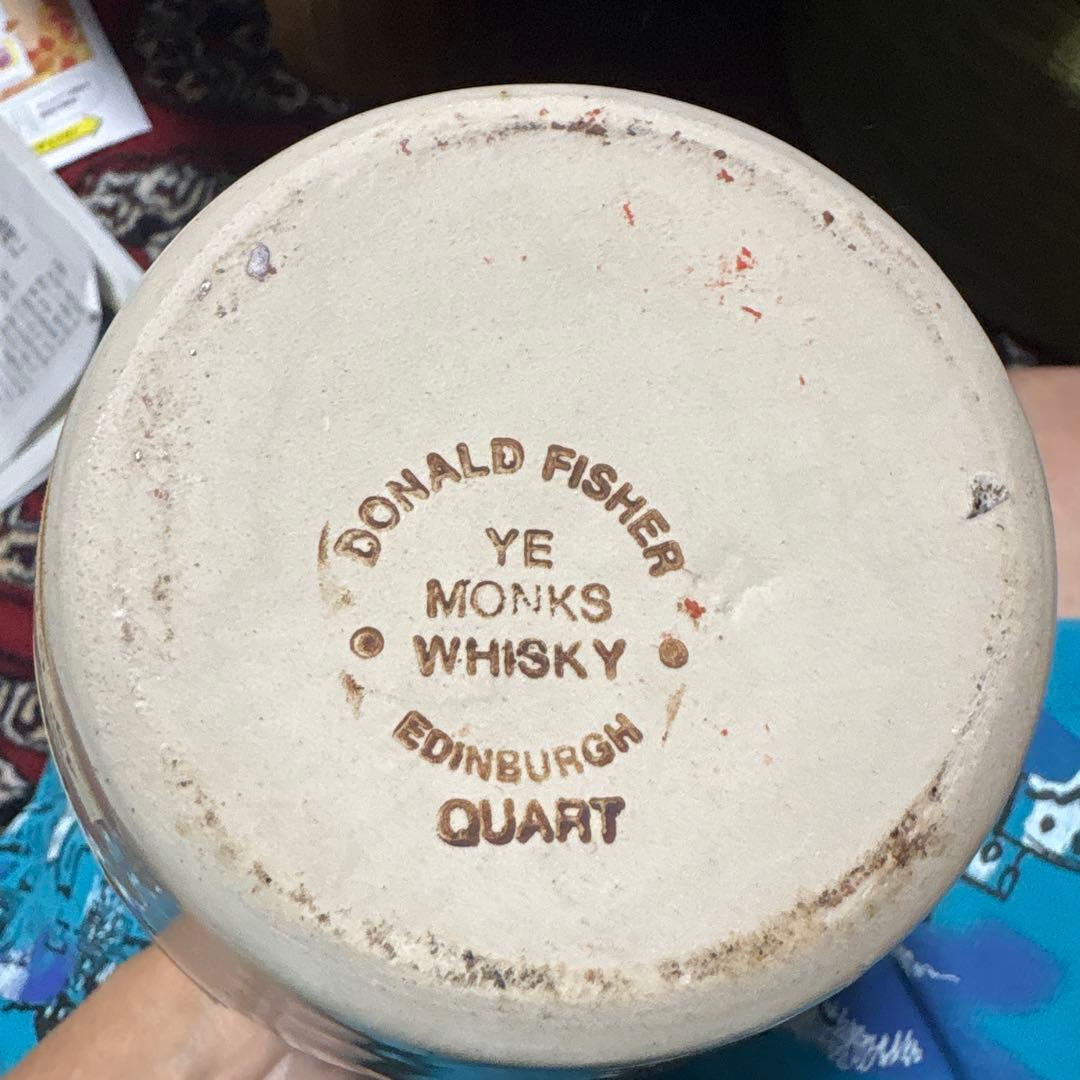 DONALD FISHER
YE
MONKS
WHISKY
EDINBURGH
QUART